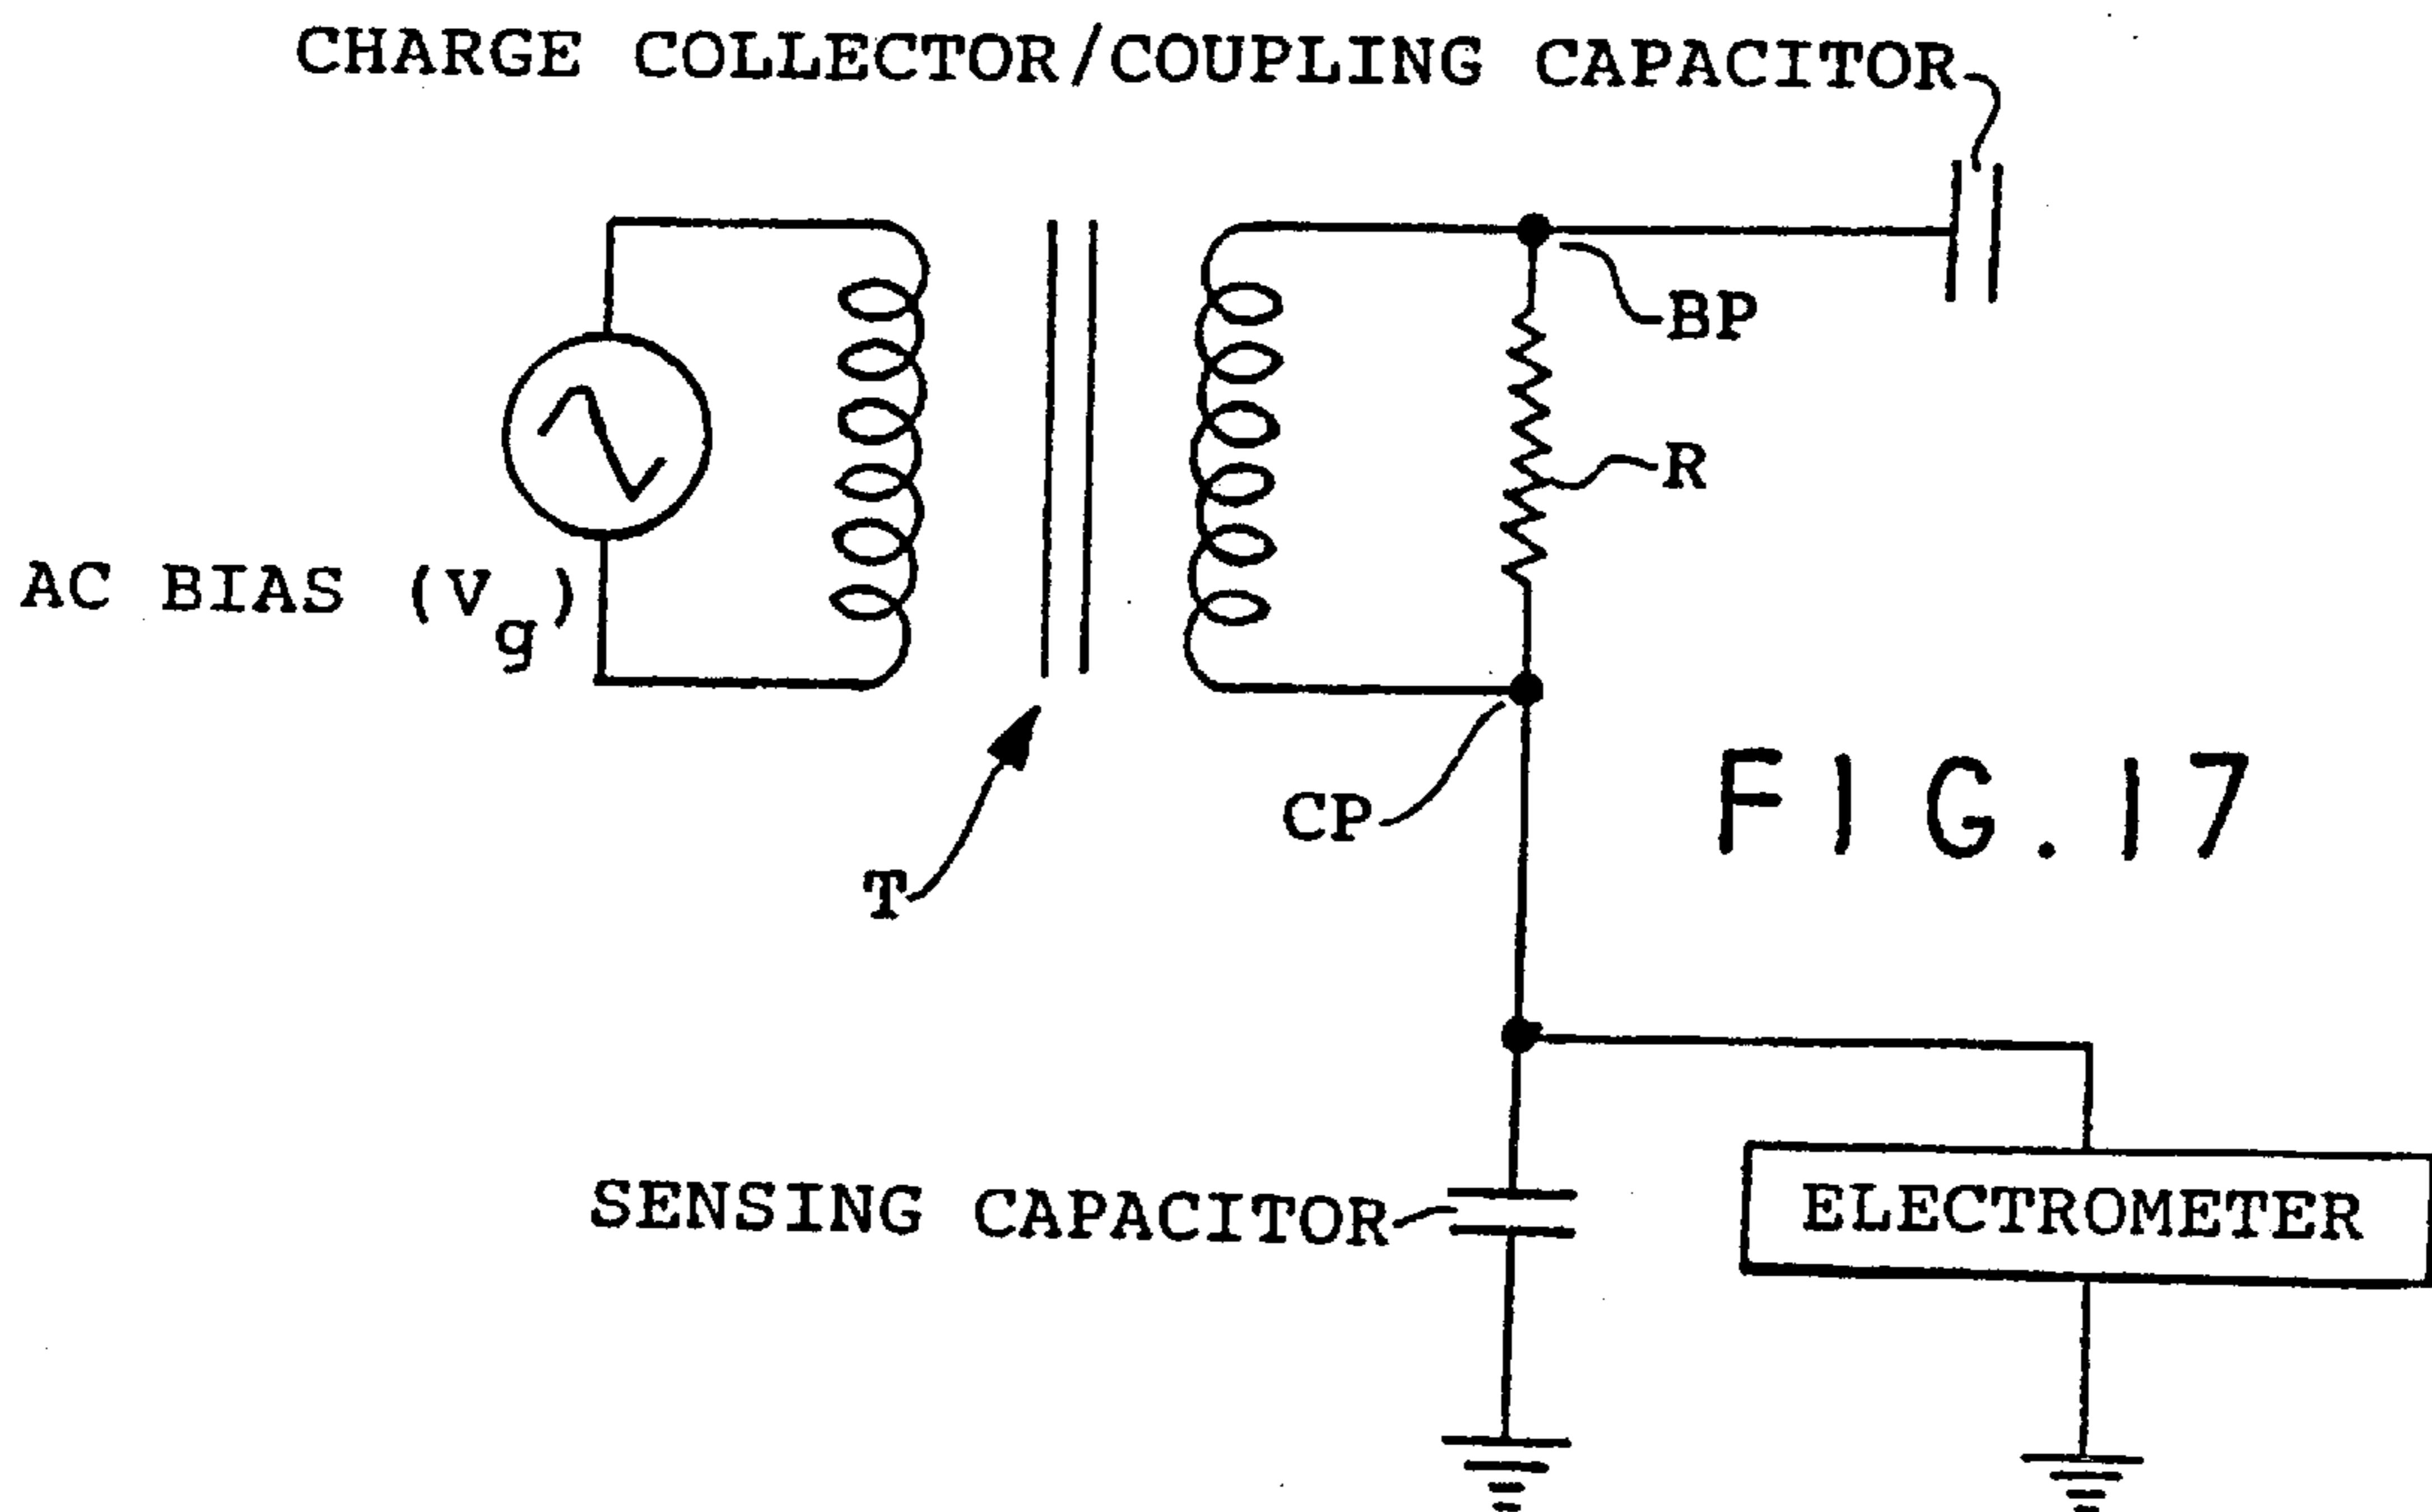 CHARGE COLLECTOR/COUPLING CAPACITOR
BP
R
AC BIAS (Vg)
CP
FIG.17
T
SENSING CAPACITOR
ELECTROMETER